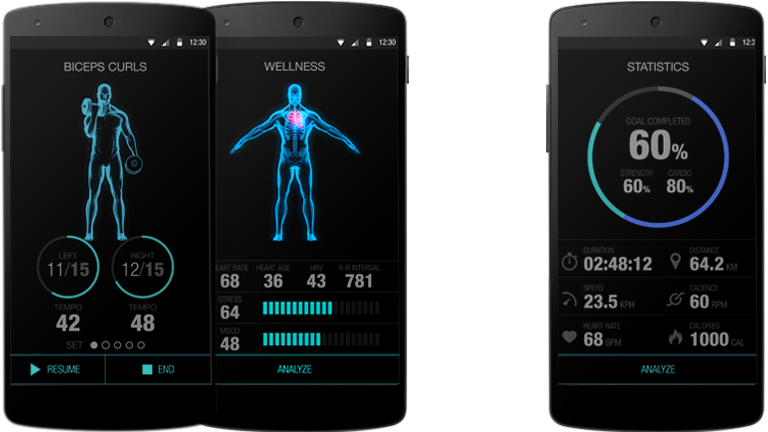 12:30
BICEPS CURLS
LEFT
11/15
RIGHT
12/15
TEMPO
42
TEMPO
48
SET
RESUME
END
12:30
WELLNESS
HEART AGE
HRV
R-R INTERVAL
EART RATE
68
36
43
781
STRESS
64
MOOD
48
ANALYZE
12:3
STATISTICS
GOAL COMPLETED
60%
STRENGTH
CARDIO
60%
80%
DURATION
02:48:12
DISTANCE
64.2 KM
SPEED
23.5 KPH
CADENCE
60 RPM
HEART RATE
68 BPM
CALORIES
1000 CAL
ANALYZE